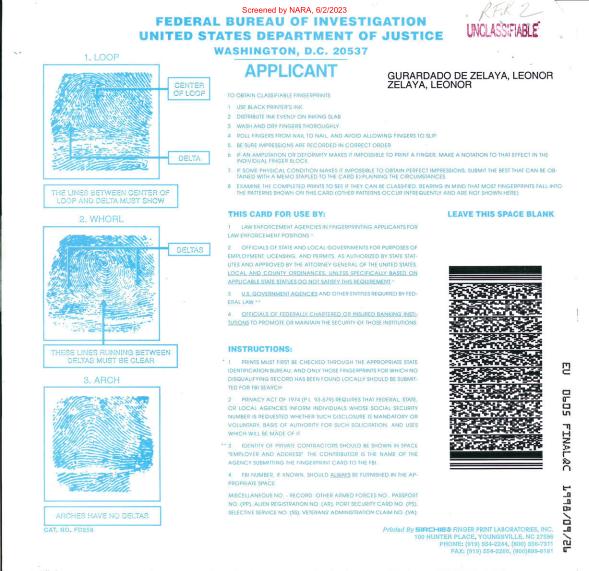 Screened by NARA, 6/2/2023
FEDERAL BUREAU OF INVESTIGATION
UNITED STATES DEPARTMENT OF JUSTICE
WASHINGTON, D.C. 20537
RFR 2
UNCLASSIFIABLE
APPLICANT
GURARDADO DE ZELAYA, LEONOR
ZELAYA, LEONOR
1. LOOP
CENTER
OF LOOP
DELTA
THE LINES BETWEEN CENTER OF
LOOP AND DELTA MUST SHOW
2. WHORL
DELTAS
THESE LINES RUNNING BETWEEN
DELTAS MUST BE CLEAR
3. ARCH
ARCHES HAVE NO DELTAS
CAT. NO. FD258
TO OBTAIN CLASSIFIABLE FINGERPRINTS
1 USE BLACK PRINTER'S INK
2 DISTRIBUTE INK EVENLY ON INKING SLAB
3 WASH AND DRY FINGERS THOROUGHLY
4 ROLL FINGERS FROM NAIL TO NAIL, AND AVOID ALLOWING FINGERS TO SLIP
5 BE SURE IMPRESSIONS ARE RECORDED IN CORRECT ORDER
6 IF AN AMPUTATION OR DEFORMITY MAKES IT IMPOSSIBLE TO PRINT A FINGER, MAKE A NOTATION TO THAT EFFECT IN THE
INDIVIDUAL FINGER BLOCK
7 IF SOME PHYSICAL CONDITION MAKES IT IMPOSSIBLE TO OBTAIN PERFECT IMPRESSIONS, SUBMIT THE BEST THAT CAN BE OB-
TAINED WITH A MEMO STAPLED TO THE CARD EXPLAINING THE CIRCUMSTANCES
8 EXAMINE THE COMPLETED PRINTS TO SEE IF THEY CAN BE CLASSIFIED, BEARING IN MIND THAT MOST FINGERPRINTS FALL INTO
THE PATTERNS SHOWN ON THIS CARD (OTHER PATTERNS OCCUR INFREQUENTLY AND ARE NOT SHOWN HERE)
THIS CARD FOR USE BY:
1 LAW ENFORCEMENT AGENCIES IN FINGERPRINTING APPLICANTS FOR
LAW ENFORCEMENT POSITIONS *
2 OFFICIALS OF STATE AND LOCAL GOVERNMENTS FOR PURPOSES OF
EMPLOYMENT, LICENSING, AND PERMITS, AS AUTHORIZED BY STATE STAT-
UTES AND APPROVED BY THE ATTORNEY GENERAL OF THE UNITED STATES.
LOCAL AND COUNTY ORDINANCES, UNLESS SPECIFICALLY BASED ON
APPLICABLE STATE STATUES DO NOT SATISFY THIS REQUIREMENT *
3 U.S. GOVERNMENT AGENCIES AND OTHER ENTITIES REQUIRED BY FED-
ERAL LAW **
4 OFFICIALS OF FEDERALLY CHARTERED OR INSURED BANKING INSTI-
TUTIONS TO PROMOTE OR MAINTAIN THE SECURITY OF THOSE INSTITUTIONS
INSTRUCTIONS:
* 1 PRINTS MUST FIRST BE CHECKED THROUGH THE APPROPRIATE STATE
IDENTIFICATION BUREAU, AND ONLY THOSE FINGERPRINTS FOR WHICH NO
DISQUALIFYING RECORD HAS BEEN FOUND LOCALLY SHOULD BE SUBMIT-
TED FOR FBI SEARCH
2 PRIVACY ACT OF 1974 (P.L. 93-579) REQUIRES THAT FEDERAL, STATE,
OR LOCAL AGENCIES INFORM INDIVIDUALS WHOSE SOCIAL SECURITY
NUMBER IS REQUESTED WHETHER SUCH DISCLOSURE IS MANDATORY OR
VOLUNTARY, BASIS OF AUTHORITY FOR SUCH SOLICITATION, AND USES
WHICH WILL BE MADE OF IT
** 3 IDENTITY OF PRIVATE CONTRACTORS SHOULD BE SHOWN IN SPACE
"EMPLOYER AND ADDRESS" THE CONTRIBUTOR IS THE NAME OF THE
AGENCY SUBMITTING THE FINGERPRINT CARD TO THE FBI
4 FBI NUMBER, IF KNOWN, SHOULD ALWAYS BE FURNISHED IN THE AP-
PROPRIATE SPACE
MISCELLANEOUS NO. - RECORD: OTHER ARMED FORCES NO., PASSPORT
NO. (PP), ALIEN REGISTRATION NO. (AR), PORT SECURITY CARD NO. (PS),
SELECTIVE SERVICE NO. (SS), VETERANS' ADMINISTRATION CLAIM NO. (VA)
LEAVE THIS SPACE BLANK
EU 0605 FINAL&C 1998/09/26
Printed By SIRCHIE® FINGER PRINT LABORATORIES, INC.
100 HUNTER PLACE, YOUNGSVILLE, NC 27596
PHONE: (919) 554-2244, (800) 356-7311